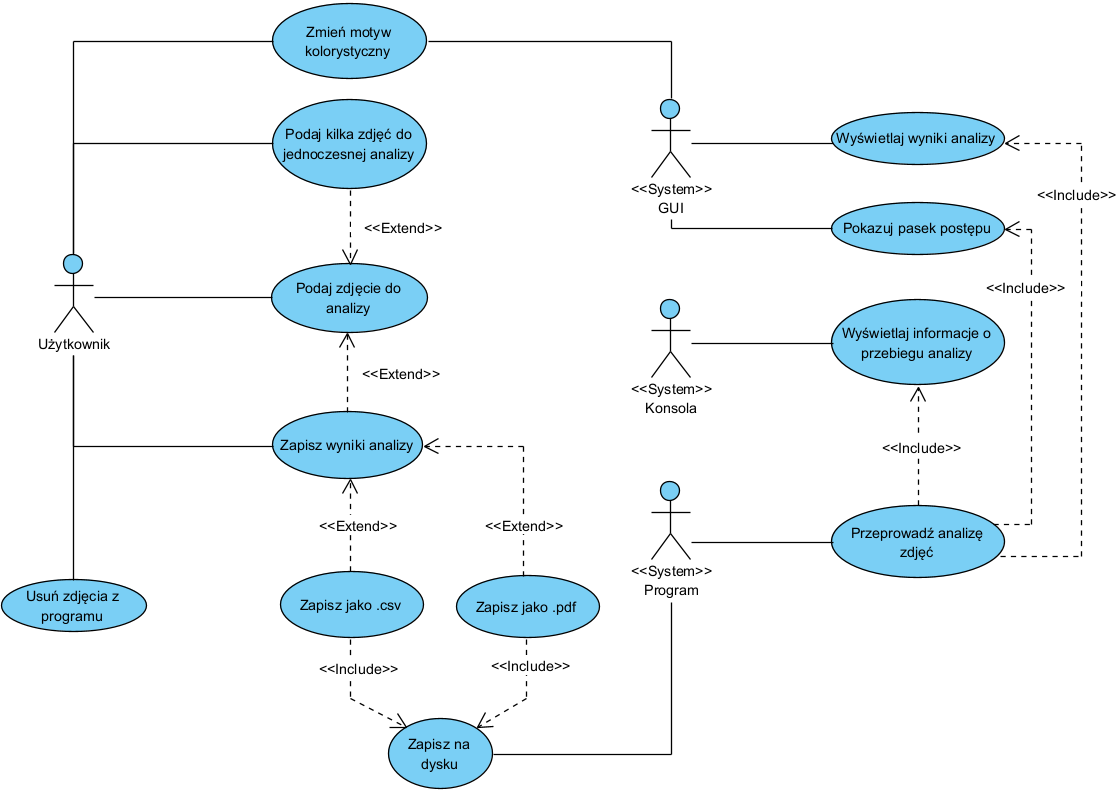 Zmień motyw
kolorystyczny
Podaj kilka zdjęć do
jednoczesnej analizy
Wyświetlaj wyniki analizy
<<System>>
GUI
<<Include>>
<<Extend>>
Pokazuj pasek postępu
Podaj zdjęcie do
analizy
<<Include>>
Użytkownik
Wyświetlaj informacje o
przebiegu analizy
<<Extend>>
<<System>>
Konsola
Zapisz wyniki analizy
<<Include>>
<<Extend>>
<<Extend>>
Przeprowadź analizę
zdjęć
<<System>>
Program
Usuń zdjęcia z
programu
Zapisz jako .csv
Zapisz jako .pdf
<<Include>>
<<Include>>
Zapisz na
dysku